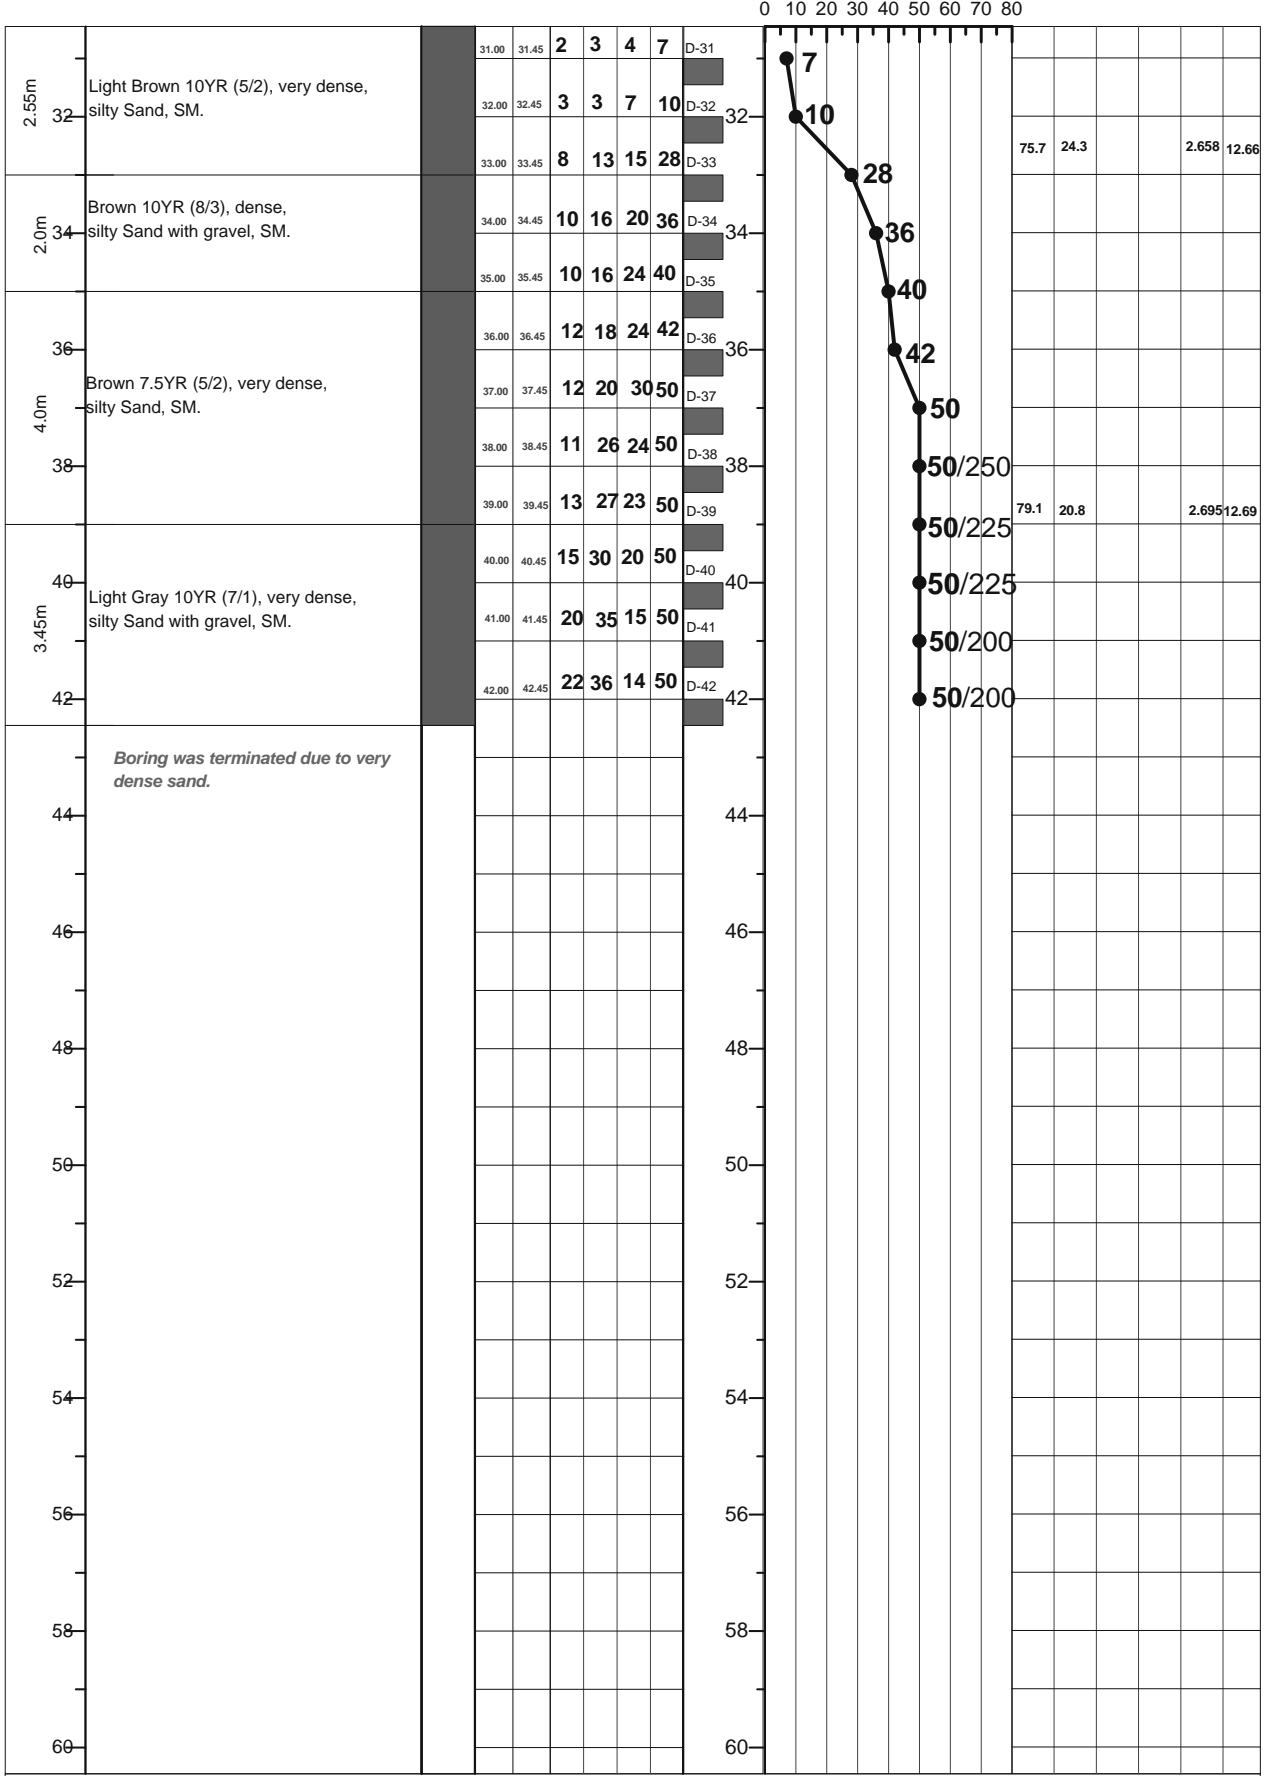 0 10 20 30 40 50 60 70 80
31.00 31.45 2 3 4 7 D-31
7
2.55m
Light Brown 10YR (5/2), very dense,
silty Sand, SM.
32 32.00 32.45 3 3 7 10 D-32 32 10
33.00 33.45 8 13 15 28 D-33
75.7 24.3 2.658 12.66
28
2.0m
Brown 10YR (8/3), dense,
silty Sand with gravel, SM.
34 34.00 34.45 10 16 20 36 D-34 34 36
35.00 35.45 10 16 24 40 D-35 40
36.00 36.45 12 18 24 42 D-36
36 36 42
4.0m
Brown 7.5YR (5/2), very dense,
silty Sand, SM.
37.00 37.45 12 20 30 50 D-37
50
38.00 38.45 11 26 24 50 D-38
38 38 50/250
39.00 39.45 13 27 23 50 D-39
79.1 20.8 2.695 12.69
50/225
40.00 40.45 15 30 20 50 D-40
40 40 50/225
3.45m
Light Gray 10YR (7/1), very dense,
silty Sand with gravel, SM.
41.00 41.45 20 35 15 50 D-41
50/200
42.00 42.45 22 36 14 50 D-42
42 42 50/200
Boring was terminated due to very
dense sand.
44 44
46 46
48 48
50 50
52 52
54 54
56 56
58 58
60 60